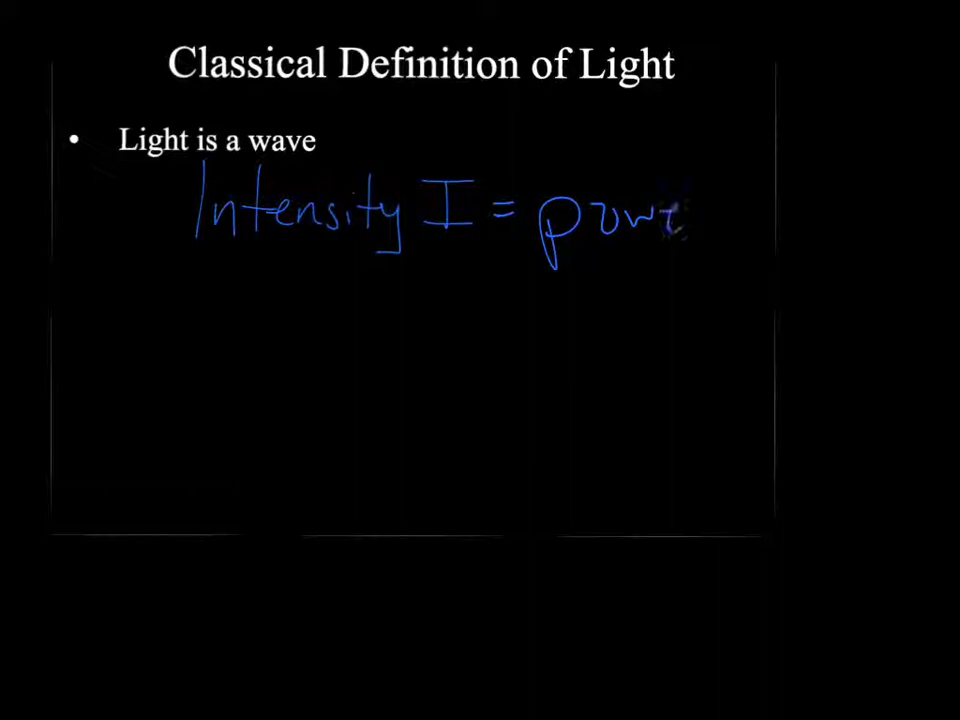 Classical Definition of Light
• Light is a wave
Intensity I =